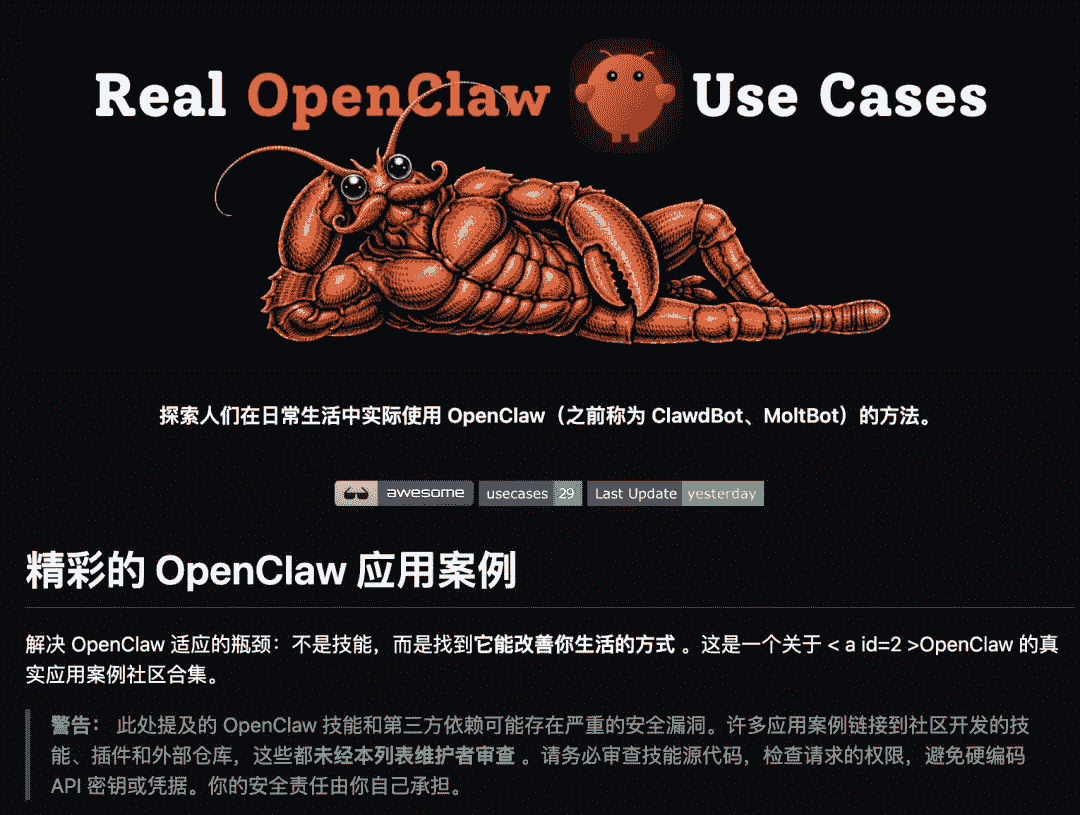 Real OpenClaw Use Cases
探索人们在日常生活中实际使用 OpenClaw（之前称为 ClawdBot、MoltBot）的方法。
awesome usecases 29 Last Update yesterday
精彩的 OpenClaw 应用案例
解决 OpenClaw 适应的瓶颈：不是技能，而是找到它能改善你生活的方式 。这是一个关于 < a id=2 >OpenClaw 的真
实应用案例社区合集。
警告： 此处提及的 OpenClaw 技能和第三方依赖可能存在严重的安全漏洞。许多应用案例链接到社区开发的技
能、插件和外部仓库，这些都未经本列表维护者审查 。请务必审查技能源代码，检查请求的权限，避免硬编码
API 密钥或凭据。你的安全责任由你自己承担。